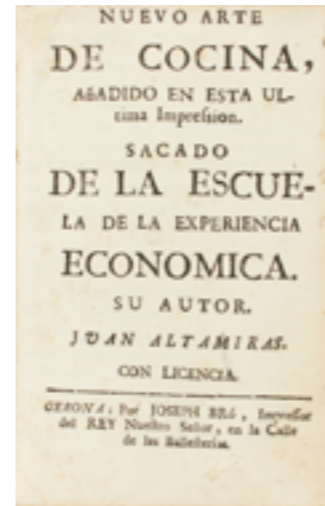 NUEVO ARTE
DE COCINA,
AÑADIDO EN ESTA UL-
tima Impreſsion.
SACADO
DE LA ESCUE-
LA DE LA EXPERIENCIA
ECONOMICA.
SU AUTOR.
JUAN ALTAMIRAS.
CON LICENCIA.
GERONA: Por JOSEPH BRÓ, Impreſſor
del REY Nueſtro Señor, en la Calle
de las Balleſterias.